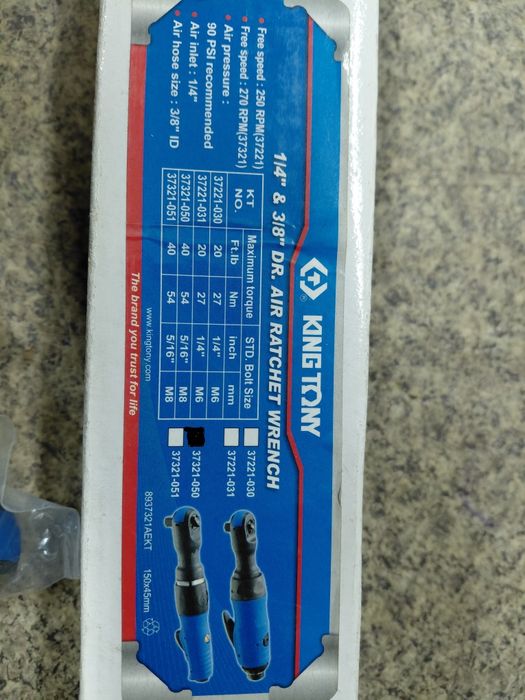 KING TONY
®
1/4" & 3/8" DR. AIR RATCHET WRENCH
• Free speed : 250 RPM(37221)
• Free speed : 270 RPM(37321)
• Air pressure :
90 PSI recommended
• Air inlet : 1/4"
• Air hose size : 3/8" ID
KT NO. Maximum torque STD. Bolt Size
Ft.lb Nm inch mm
37221-030 20 27 1/4" M6
37221-031 20 27 1/4" M6
37321-050 40 54 5/16" M8
37321-051 40 54 5/16" M8
37221-030
37221-031
37321-050
37321-051
The brand you trust for life
www.kingtony.com
8937321AEKT 150x45mm